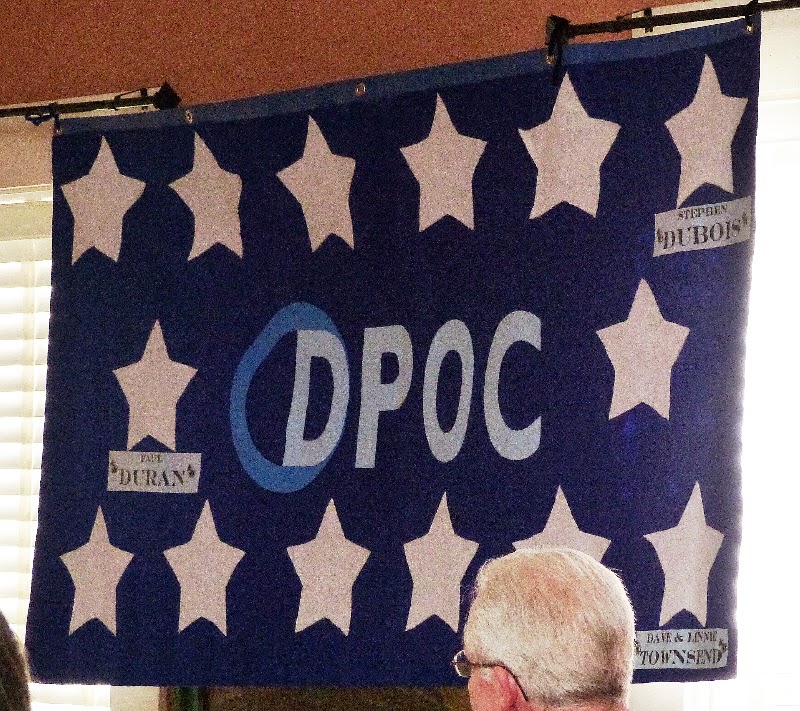 STEPHEN
DUBOIS
DPOC
PAUL
DURAN
DAVE & LINNIE
TOWNSEND